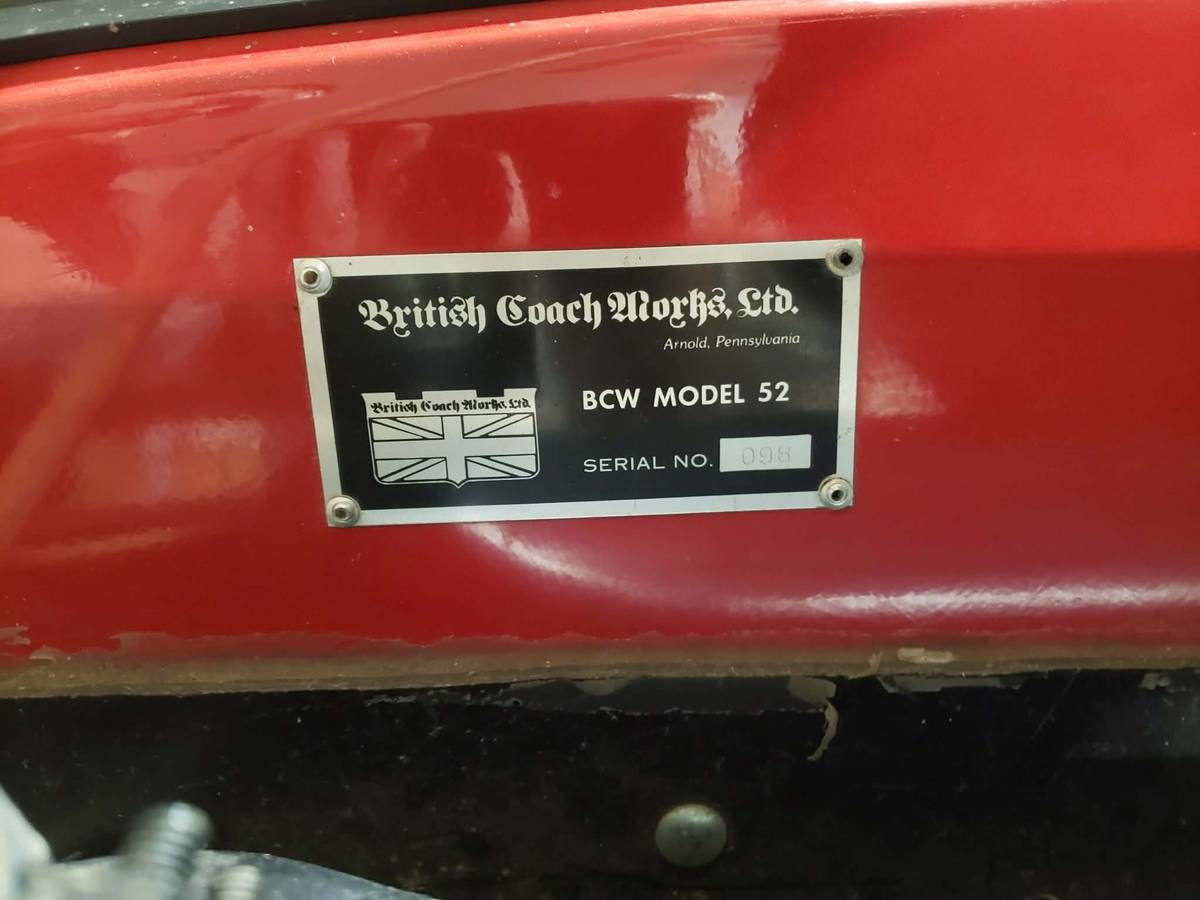 British Coach Works, Ltd.
Arnold, Pennsylvania
British Coach Works, Ltd.
BCW MODEL 52
SERIAL NO. 098